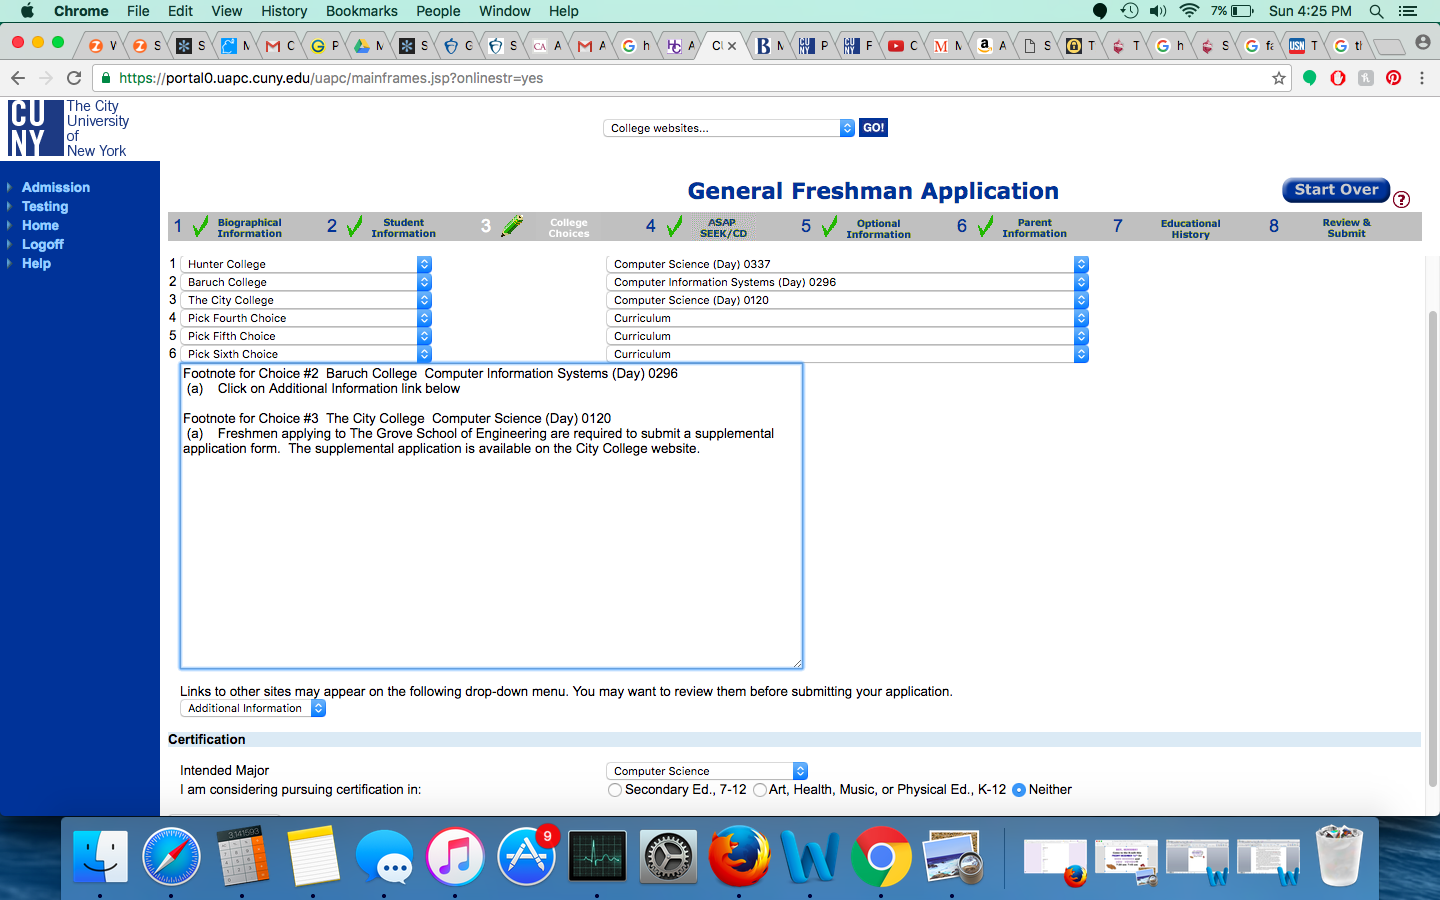 Chrome File Edit View History Bookmarks People Window Help 7% Sun 4:25 PM
https://portal0.uapc.cuny.edu/uapc/mainframes.jsp?onlinestr=yes
CU
NY
The City
University
of
New York
College websites... GO!
Admission
Testing
Home
Logoff
Help
General Freshman Application
Start Over
?
1 Biographical Information
2 Student Information
3 College Choices
4 ASAP SEEK/CD
5 Optional Information
6 Parent Information
7 Educational History
8 Review & Submit
1 Hunter College Computer Science (Day) 0337
2 Baruch College Computer Information Systems (Day) 0296
3 The City College Computer Science (Day) 0120
4 Pick Fourth Choice Curriculum
5 Pick Fifth Choice Curriculum
6 Pick Sixth Choice Curriculum
Footnote for Choice #2 Baruch College Computer Information Systems (Day) 0296
(a) Click on Additional Information link below
Footnote for Choice #3 The City College Computer Science (Day) 0120
(a) Freshmen applying to The Grove School of Engineering are required to submit a supplemental
application form. The supplemental application is available on the City College website.
Links to other sites may appear on the following drop-down menu. You may want to review them before submitting your application.
Additional Information
Certification
Intended Major Computer Science
I am considering pursuing certification in: Secondary Ed., 7-12 Art, Health, Music, or Physical Ed., K-12 Neither
3.141593
9